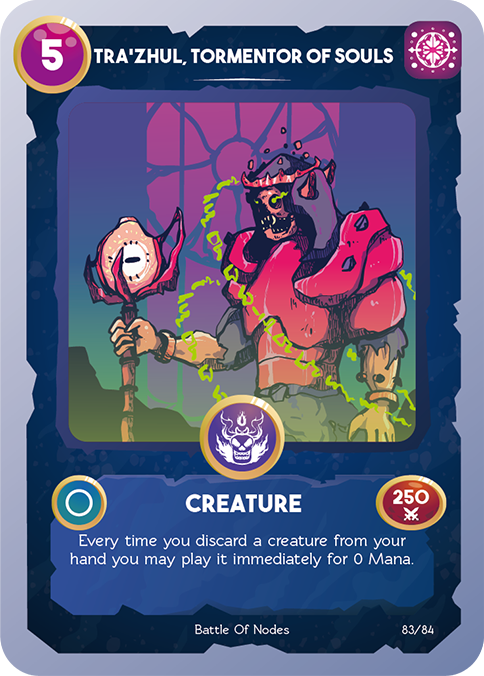 5
TRA'ZHUL, TORMENTOR OF SOULS
CREATURE
250
Every time you discard a creature from your
hand you may play it immediately for 0 Mana.
Battle Of Nodes
83/84